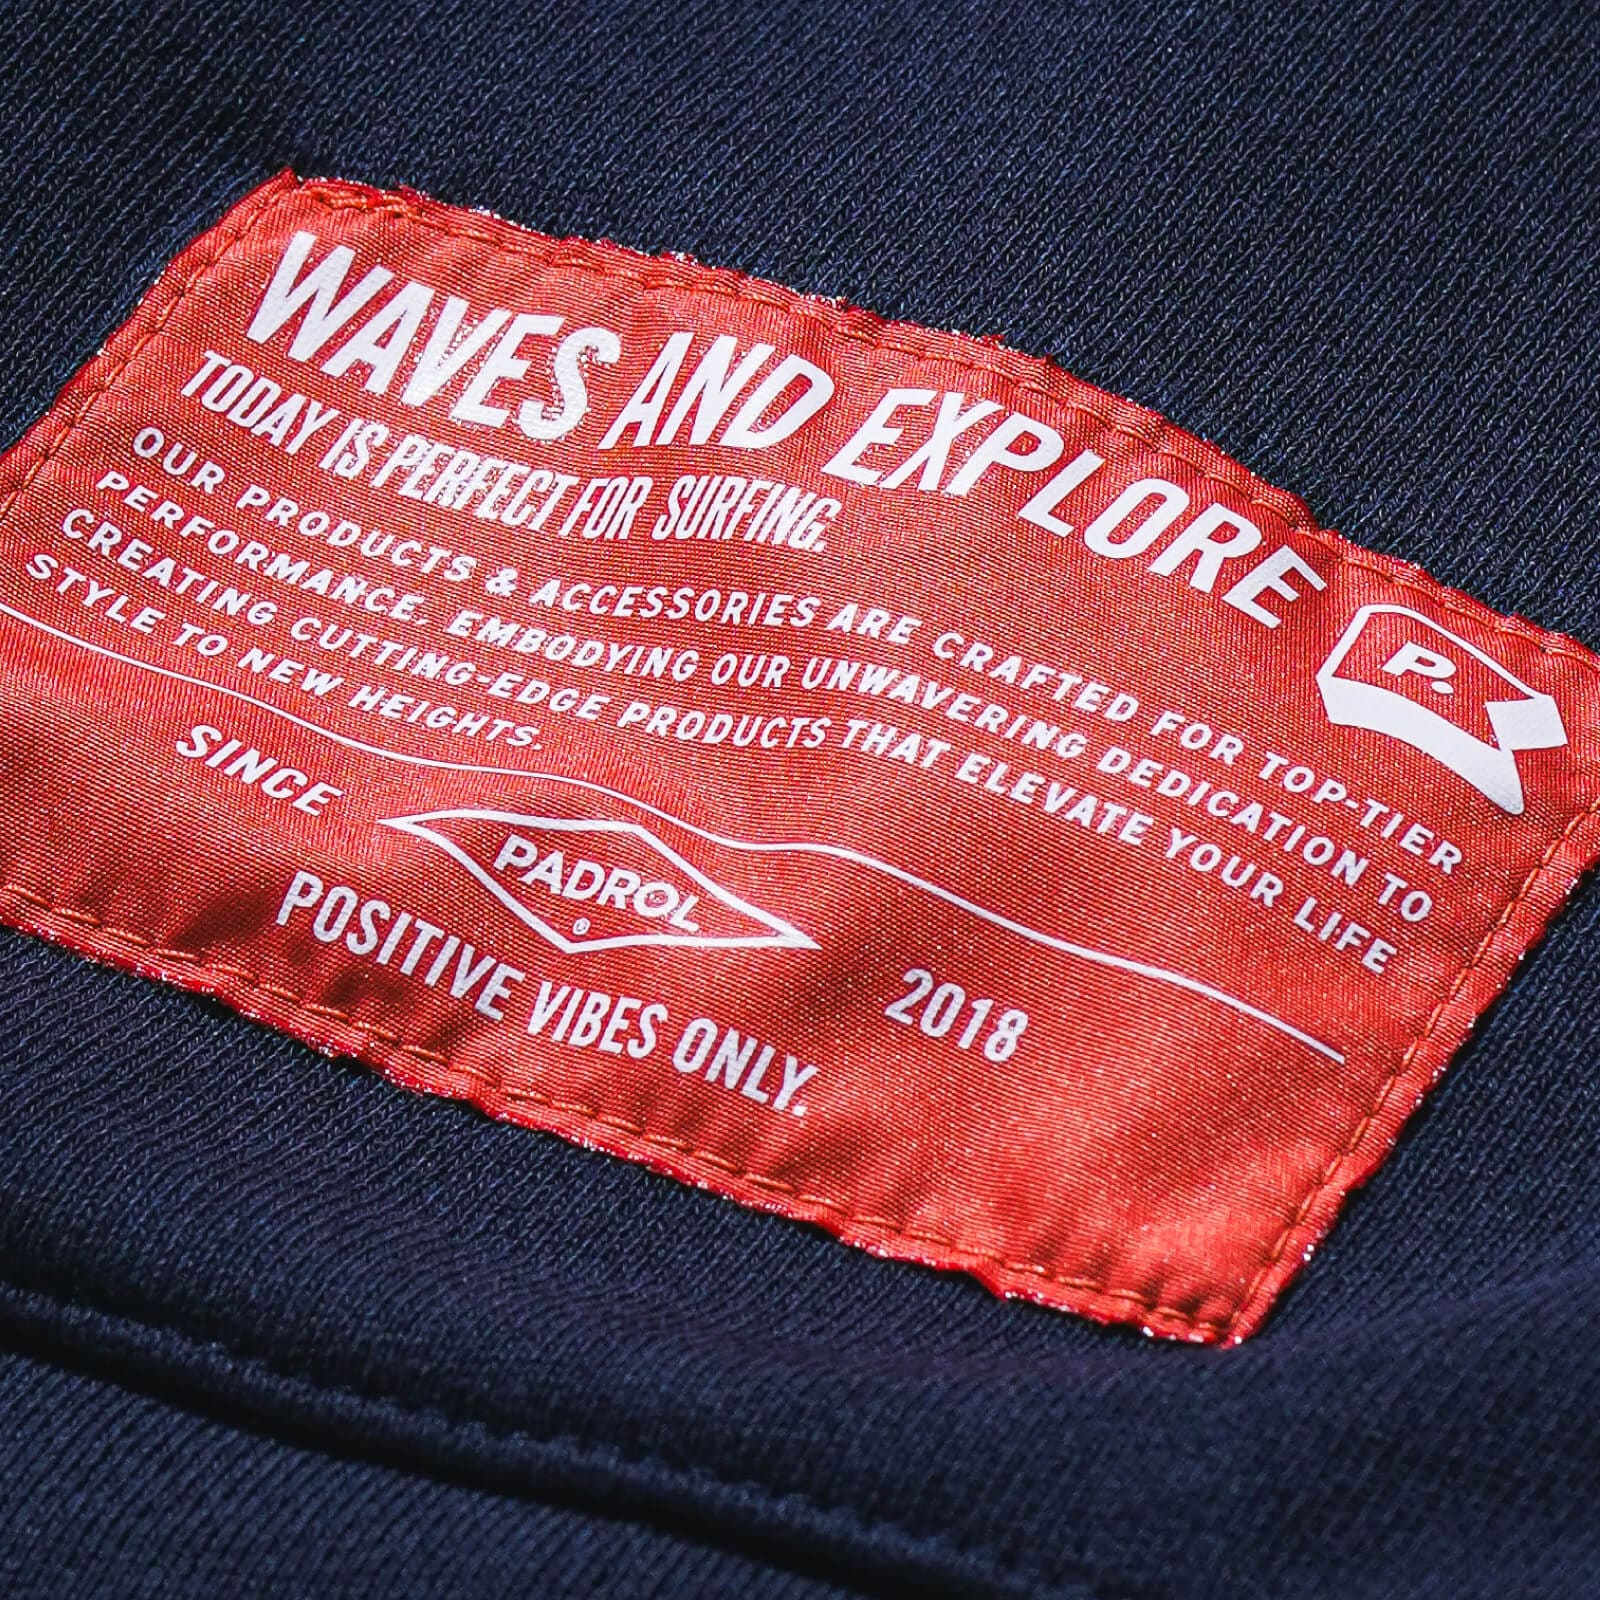 WAVES AND EXPLORE
TODAY IS PERFECT FOR SURFING.
OUR PRODUCTS & ACCESSORIES ARE CRAFTED FOR TOP-TIER
PERFORMANCE, EMBODYING OUR UNWAVERING DEDICATION TO
CREATING CUTTING-EDGE PRODUCTS THAT ELEVATE YOUR LIFE
STYLE TO NEW HEIGHTS.
P.
SINCE
PADROL
®
2018
POSITIVE VIBES ONLY.